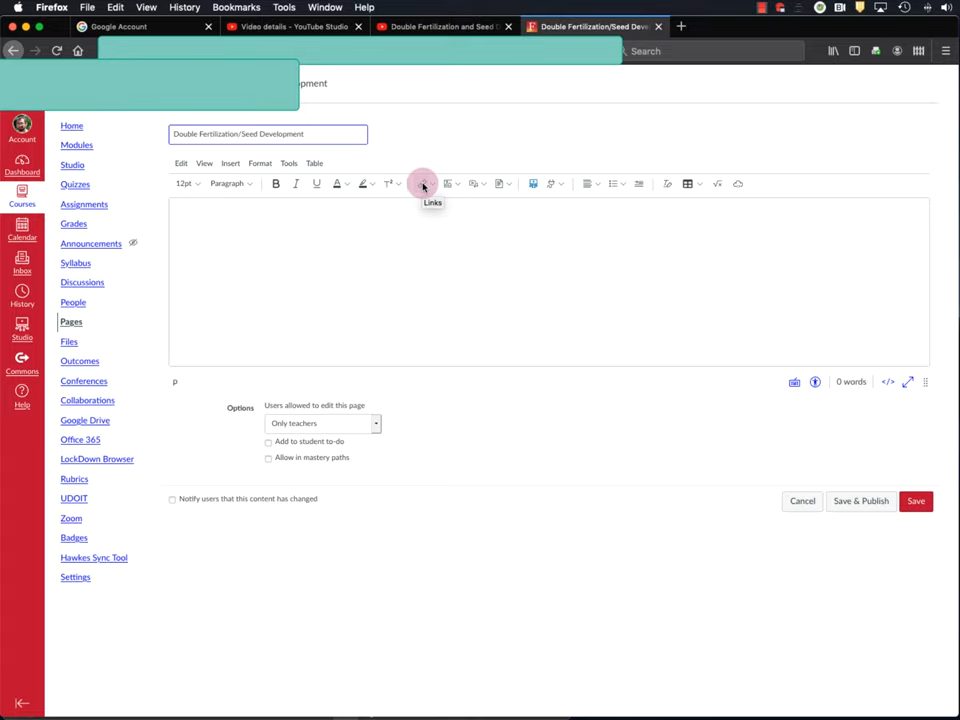 Firefox File Edit View History Bookmarks Tools Window Help
Google Account
Video details - YouTube Studio
Double Fertilization and Seed D
Double Fertilization/Seed Deve
Search
opment
Account
Dashboard
Courses
Calendar
Inbox
History
Studio
Commons
Help
Home
Modules
Studio
Quizzes
Assignments
Grades
Announcements
Syllabus
Discussions
People
Pages
Files
Outcomes
Conferences
Collaborations
Google Drive
Office 365
LockDown Browser
Rubrics
UDOIT
Zoom
Badges
Hawkes Sync Tool
Settings
Double Fertilization/Seed Development
Edit View Insert Format Tools Table
12pt Paragraph B I U A T²
Links
p
0 words </>
Options
Users allowed to edit this page
Only teachers
Add to student to-do
Allow in mastery paths
Notify users that this content has changed
Cancel Save & Publish Save